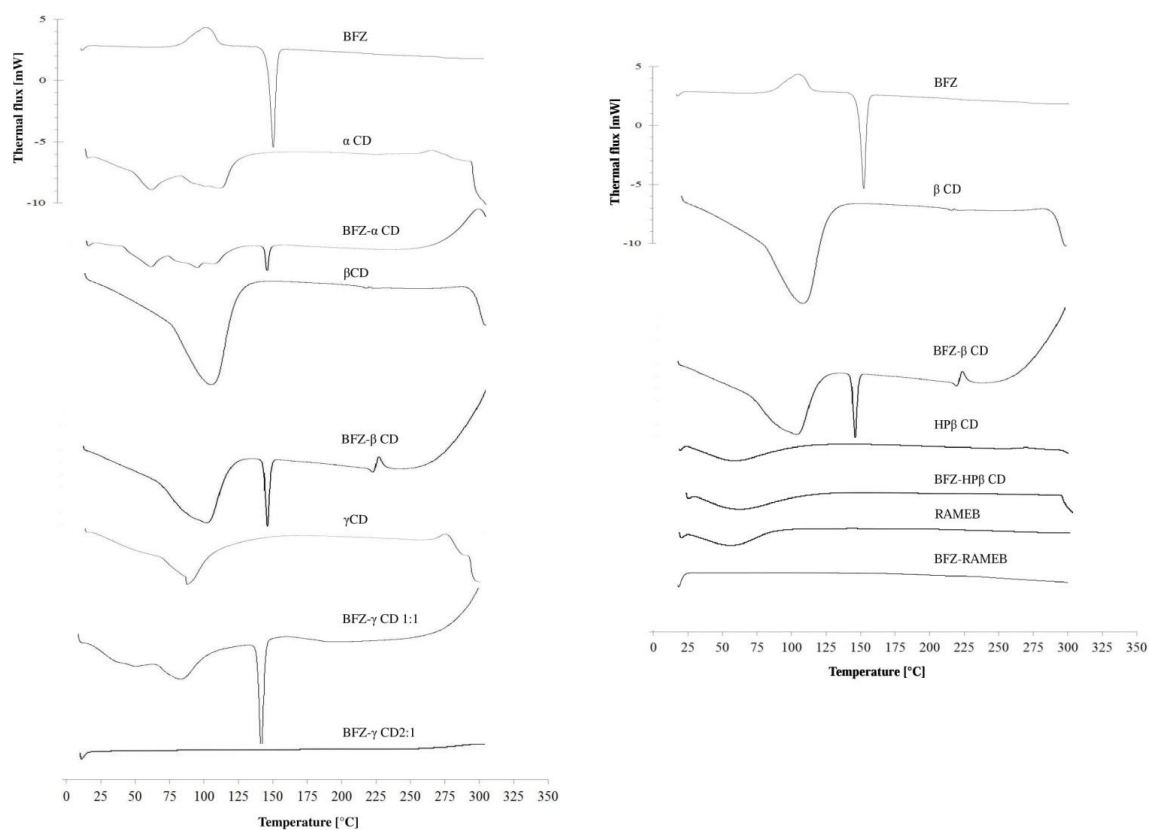 5
BFZ
0
Thermal flux [mW]
-5
α CD
-10
BFZ-α CD
βCD
BFZ-β CD
γCD
BFZ-γ CD 1:1
BFZ-γ CD2:1
0 25 50 75 100 125 150 175 200 225 250 275 300 350
Temperature [°C]
5
BFZ
0
Thermal flux [mW]
-5
β CD
-10
BFZ-β CD
HPβ CD
BFZ-HPβ CD
RAMEB
BFZ-RAMEB
0 25 50 75 100 125 150 175 200 225 250 275 300 350
Temperature [°C]